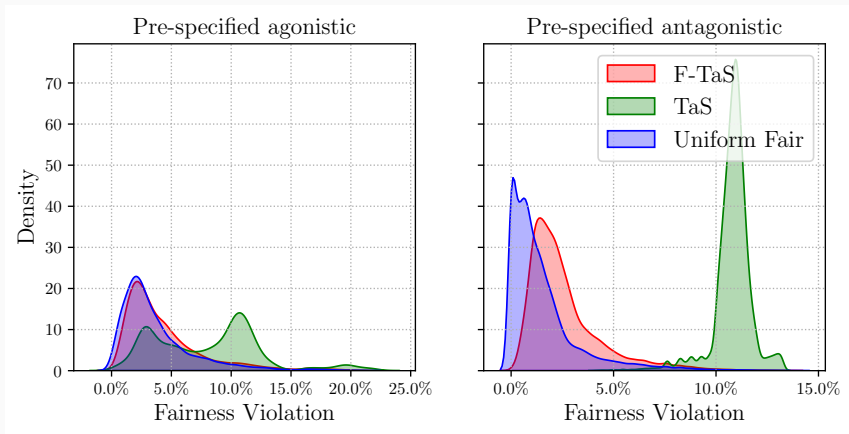 Pre-specified agonistic
Pre-specified antagonistic
F-TaS
TaS
Uniform Fair
Density
70
60
50
40
30
20
10
0
0.0% 5.0% 10.0% 15.0% 20.0% 25.0%
0.0% 5.0% 10.0% 15.0%
Fairness Violation
Fairness Violation